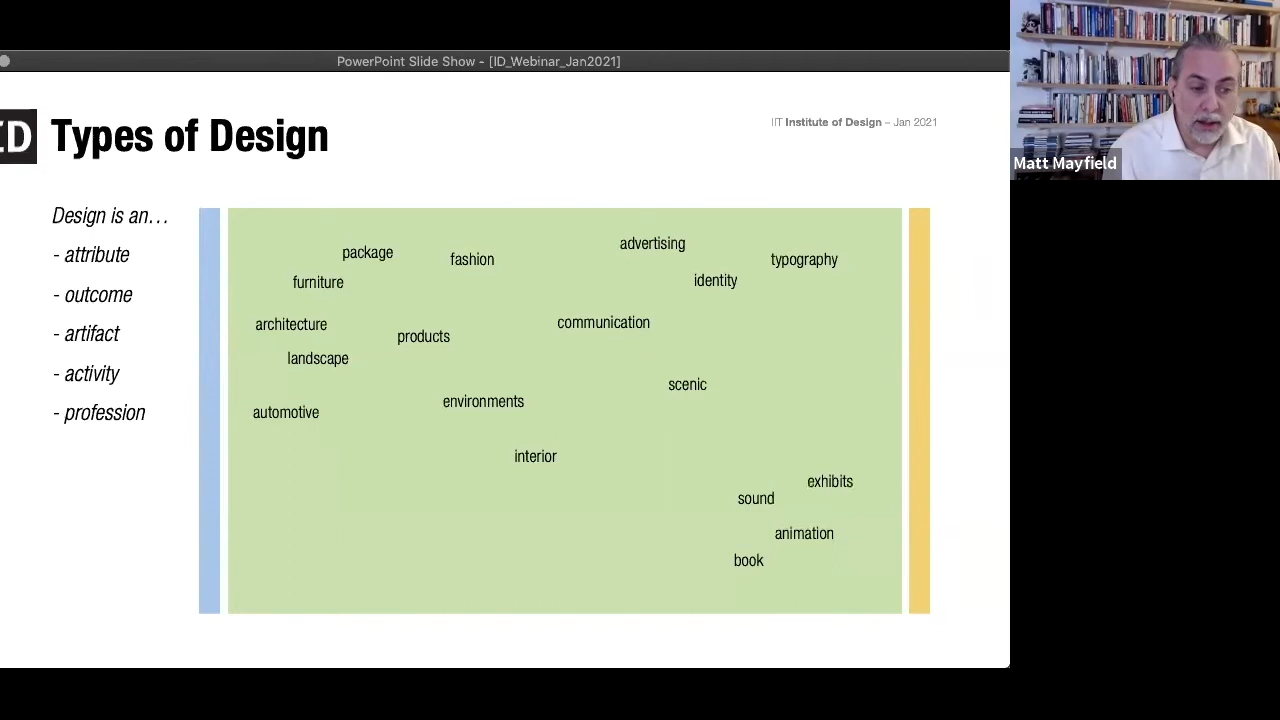 PowerPoint Slide Show - [ID_Webinar_Jan2021]
ID
Types of Design
IIT Institute of Design – Jan 2021
Matt Mayfield
Design is an…
- attribute
- outcome
- artifact
- activity
- profession
advertising
package
fashion
typography
furniture
identity
architecture
communication
products
landscape
scenic
environments
automotive
interior
exhibits
sound
animation
book